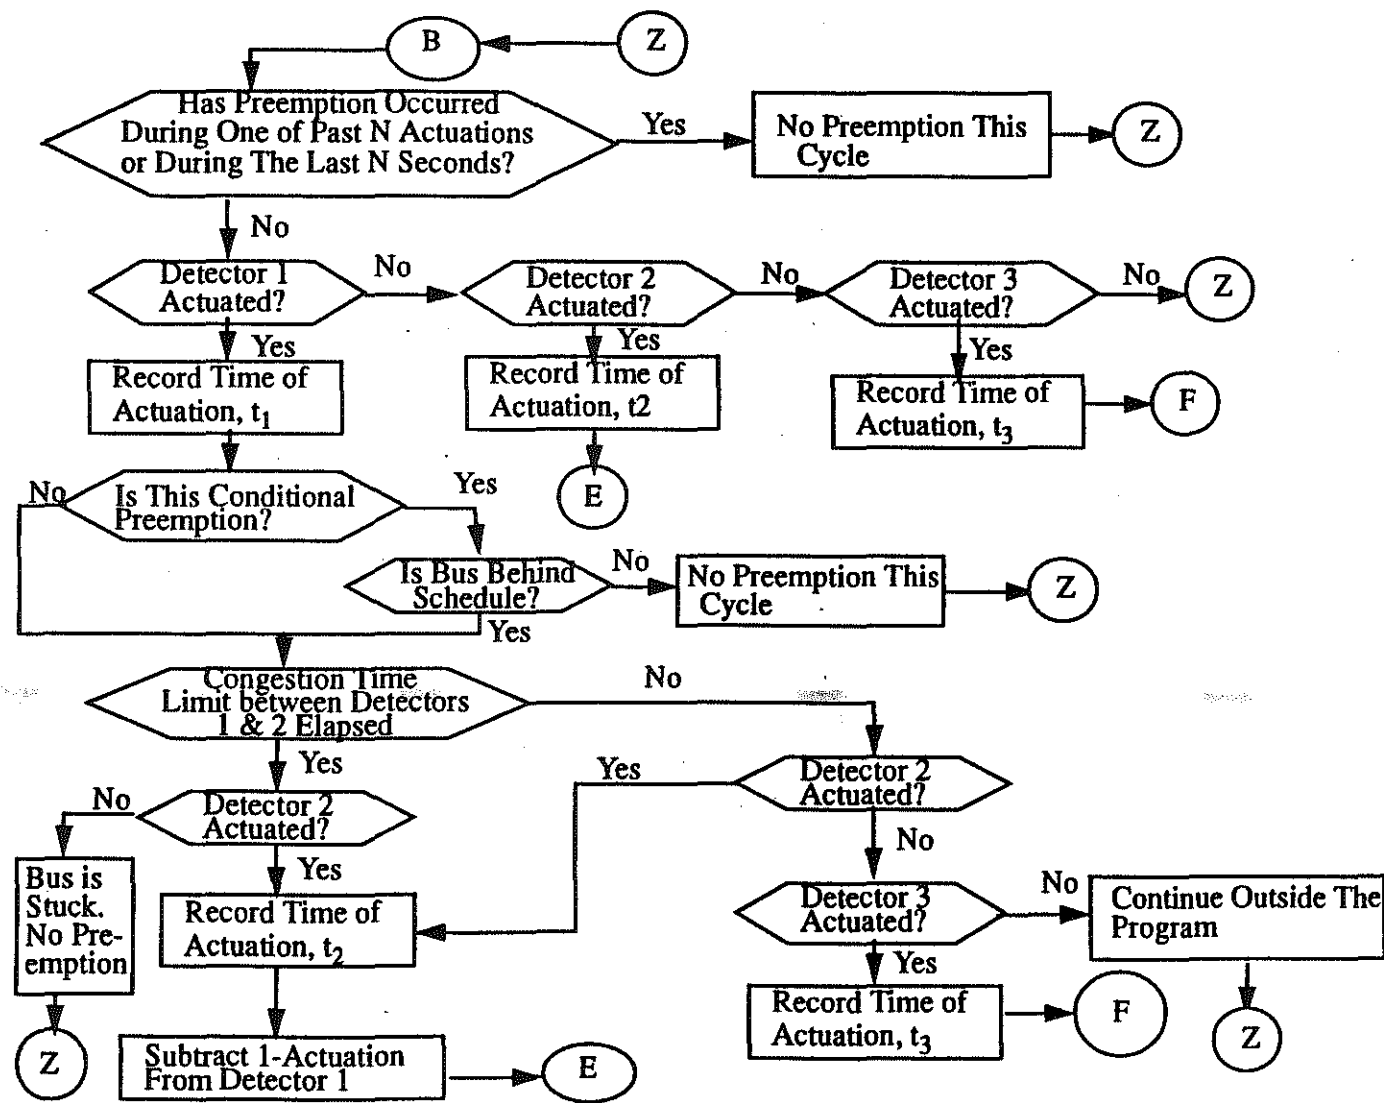 B
Z
Has Preemption Occurred
During One of Past N Actuations
or During The Last N Seconds?
Yes
No Preemption This
Cycle
Z
No
Detector 1
Actuated?
No
Detector 2
Actuated?
No
Detector 3
Actuated?
No
Z
Yes
Record Time of
Actuation, t1
Yes
Record Time of
Actuation, t2
E
Yes
Record Time of
Actuation, t3
F
No
Is This Conditional
Preemption?
Yes
Is Bus Behind
Schedule?
No
No Preemption This
Cycle
Z
Yes
Congestion Time
Limit between Detectors
1 & 2 Elapsed
No
Yes
Detector 2
Actuated?
Yes
No
Detector 2
Actuated?
No
Bus is
Stuck.
No Pre-
emption
Z
Yes
Record Time of
Actuation, t2
Subtract 1-Actuation
From Detector 1
E
Detector 3
Actuated?
No
Continue Outside The
Program
Z
Yes
Record Time of
Actuation, t3
F